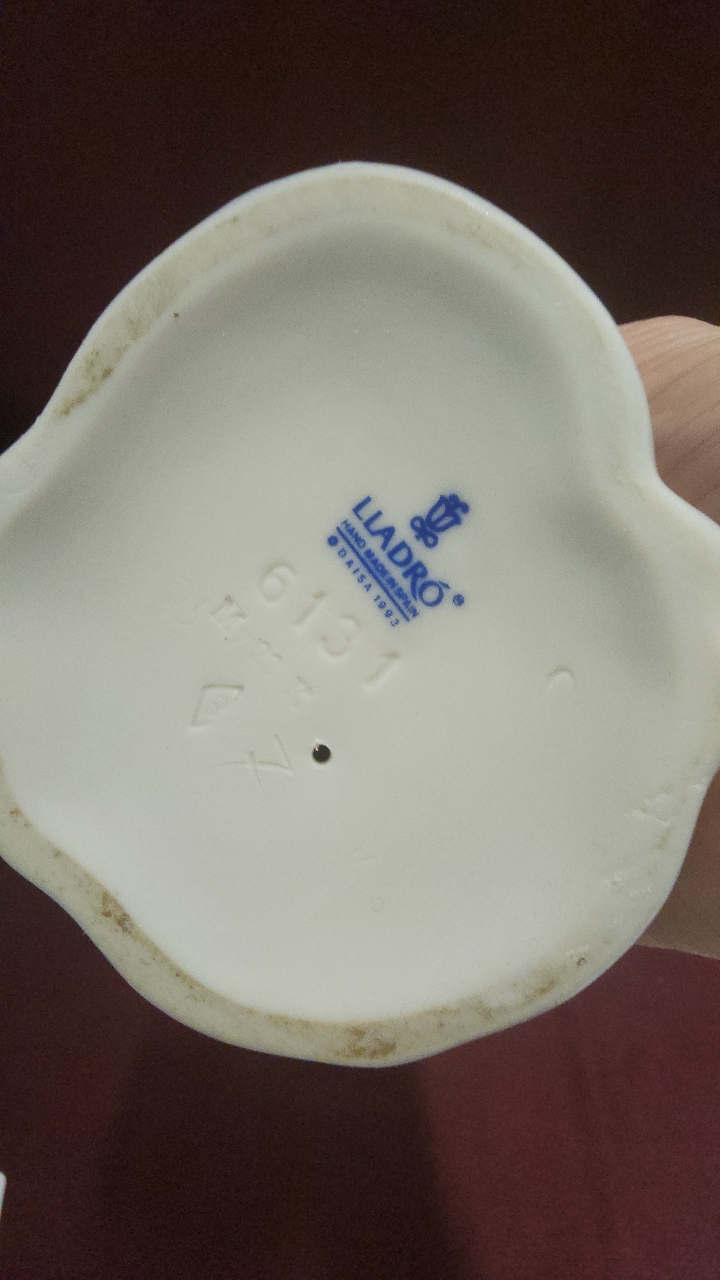 LLADRÓ®
HAND MADE IN SPAIN
DAISA 1993
6131